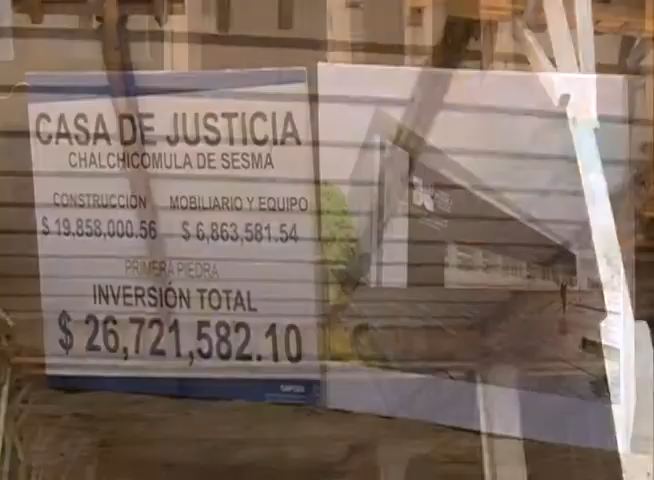 CASA DE JUSTICIA
CHALCHICOMULA DE SESMA
CONSTRUCCIÓN MOBILIARIO Y EQUIPO
$ 19,858,000.56 $ 6,863,581.54
PRIMERA PIEDRA
INVERSIÓN TOTAL
$ 26,721,582.10